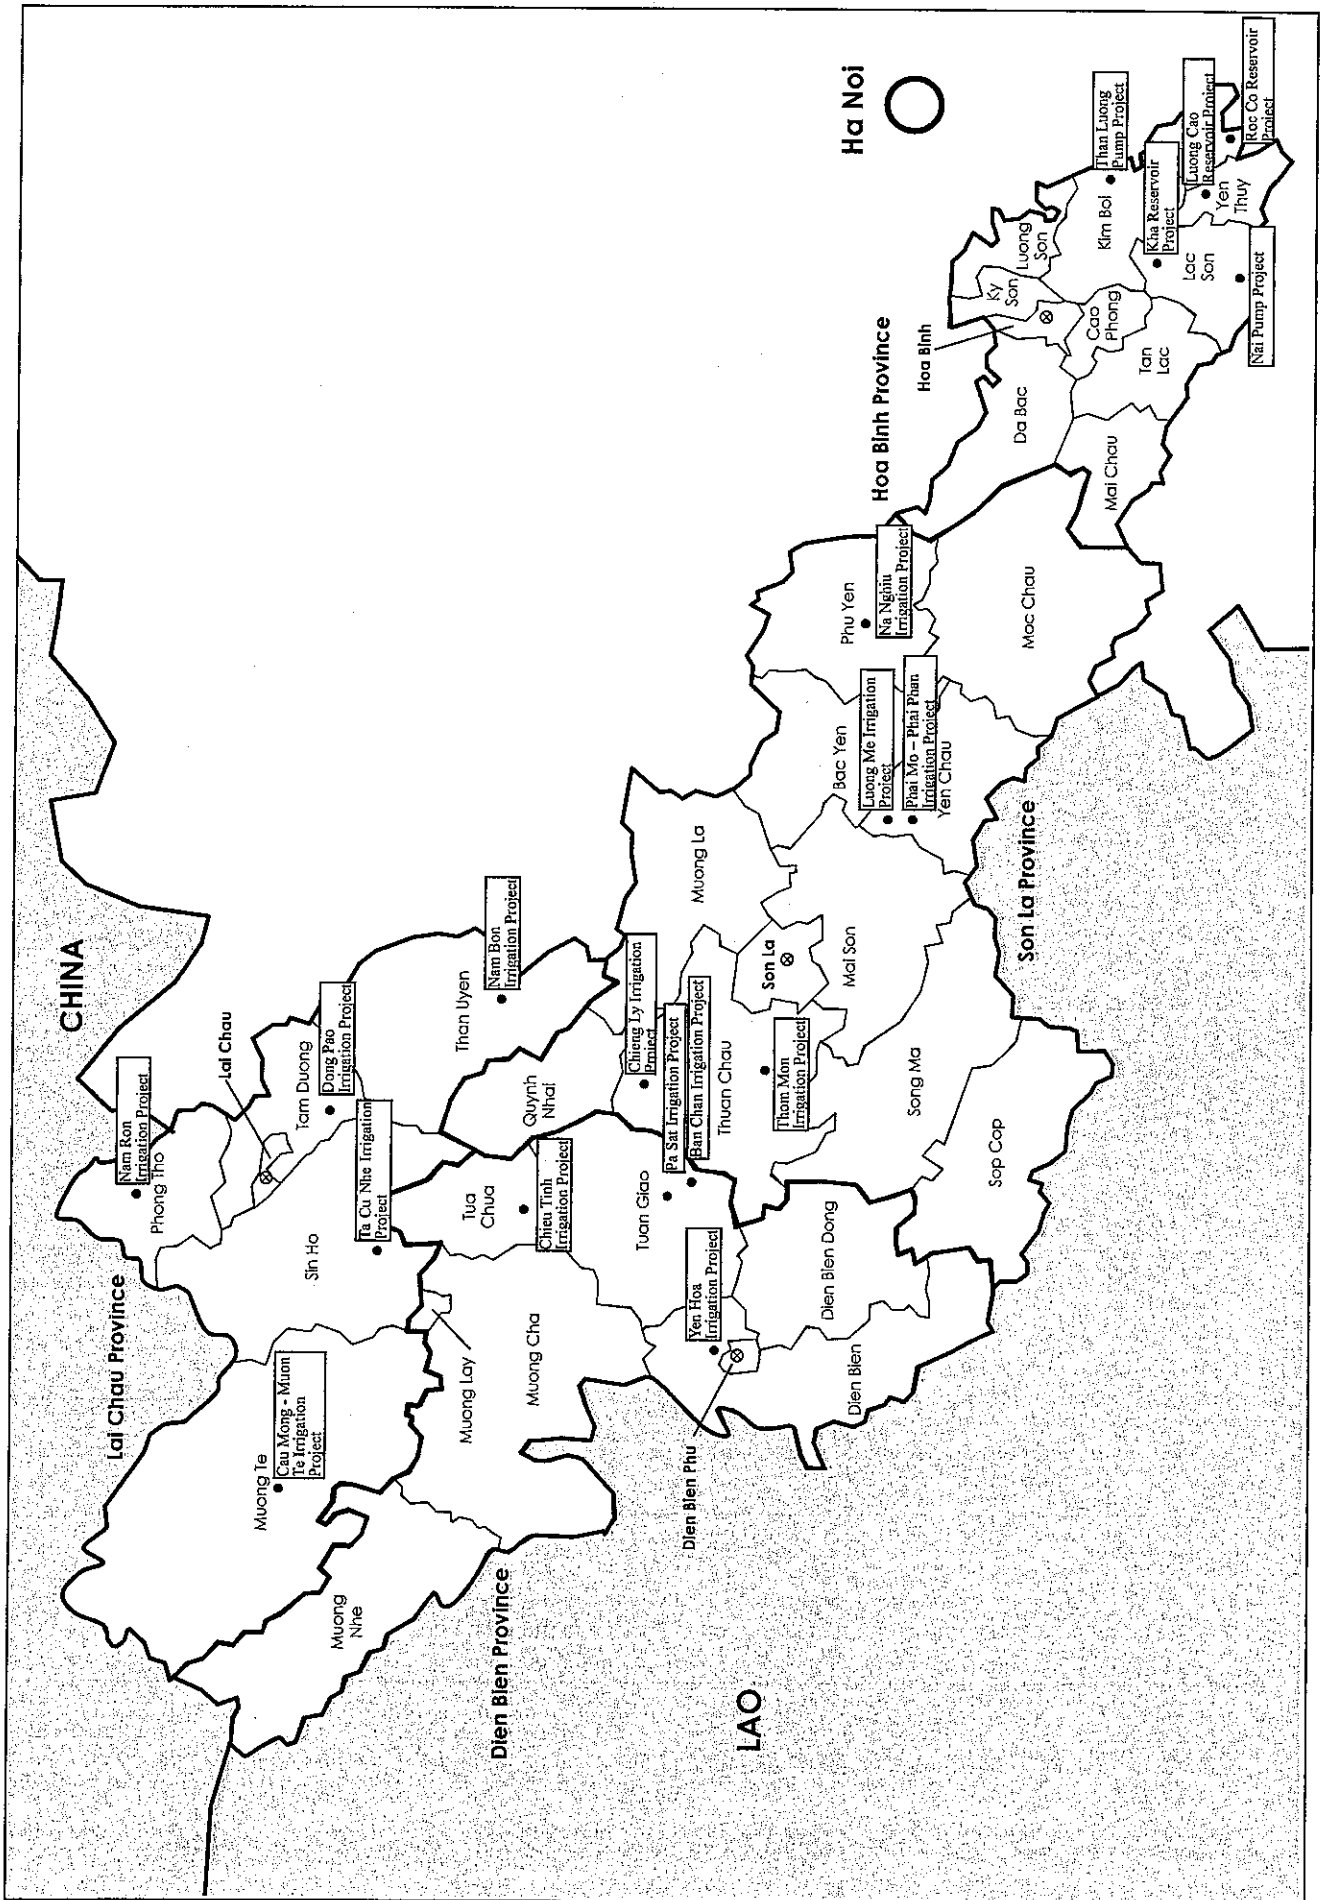 CHINA
Lai Chau Province
Nam Ron
Irrigation Project
Phong Tho
Lai Chau
Tam Duong
Dong Pao
Irrigation Project
Sin Ho
Ta Cu Nhe Irrigation
Project
Muong Te
Cau Mong - Muon
Te Irrigation
Project
Than Uyen
Nam Bon
Irrigation Project
Muong
Nhe
Muong Lay
Muong Cha
Tua
Chua
Chieu Tinh
Irrigation Project
Quynh
Nhai
Chieng Ly Irrigation
Project
Tuan Giao
Pa Sat Irrigation Project
Ban Chan Irrigation Project
Thuan Chau
Thom Mon
Irrigation Project
Yen Hoa
Irrigation Project
Dien Bien Phu
Dien Bien Dong
Dien Bien
Dien Bien Province
LAO
Muong La
Son La
Mai Son
Song Ma
Sop Cop
Son La Province
Bac Yen
Luong Me Irrigation
Project
Phai Mo - Phai Phan
Irrigation Project
Yen Chau
Phu Yen
Na Nghiu
Irrigation Project
Moc Chau
Hoa Binh Province
Hoa Binh
Da Bac
Mai Chau
Ky
Son
Luong
Son
Cao
Phong
Tan
Lac
Kim Boi
Than Luong
Pump Project
Kha Reservoir
Project
Lac
Son
Luong Cao
Reservoir Project
Yen
Thuy
Roc Co Reservoir
Project
Nai Pump Project
Ha Noi